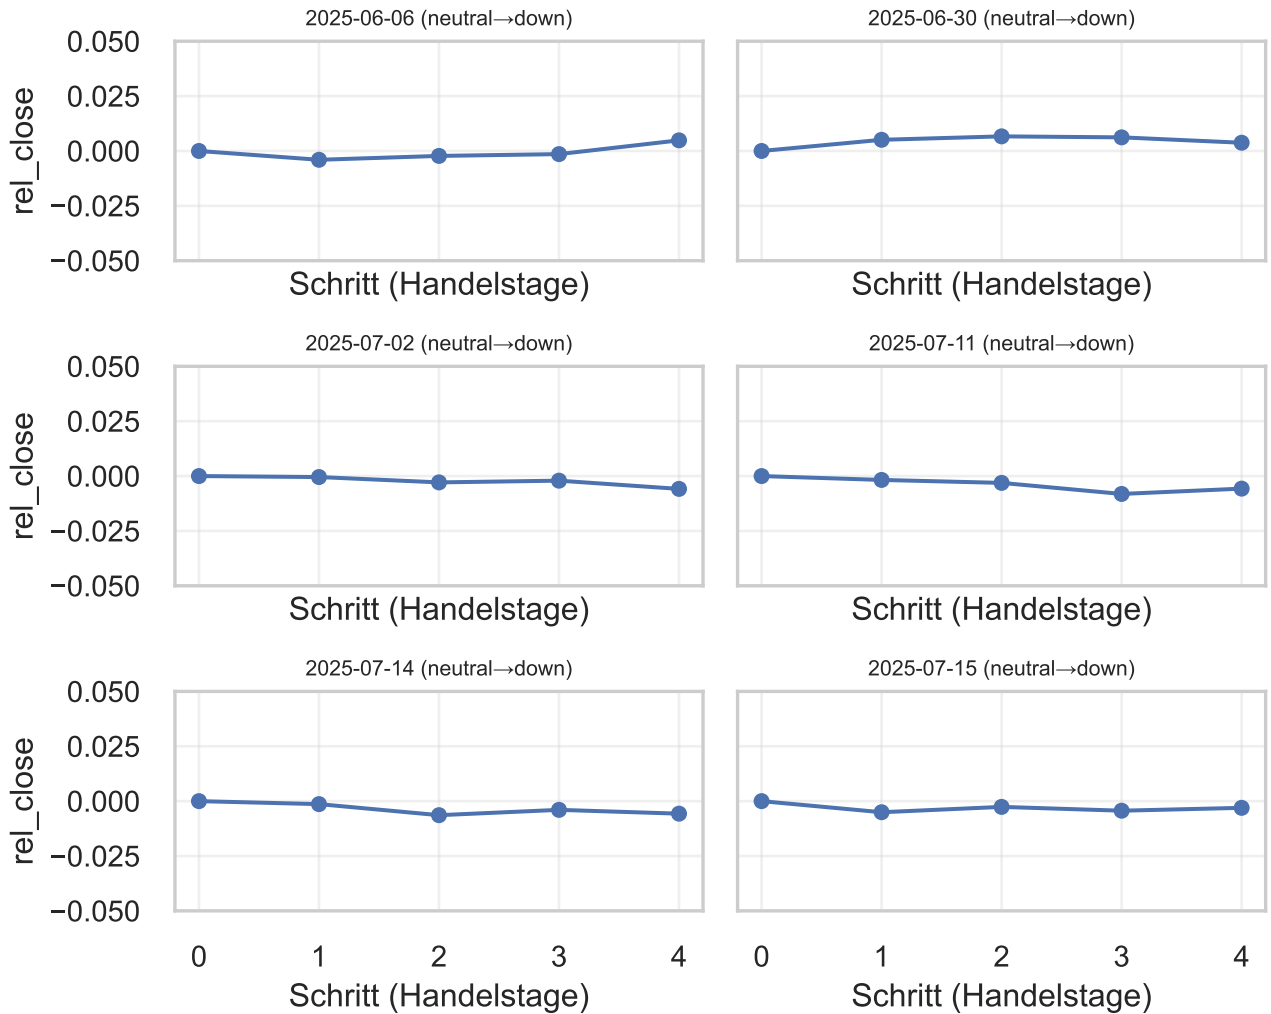 2025-06-06 (neutral→down)
2025-06-30 (neutral→down)
0.050
0.025
0.000
−0.025
−0.050
rel_close
Schritt (Handelstage)
Schritt (Handelstage)
2025-07-02 (neutral→down)
2025-07-11 (neutral→down)
0.050
0.025
0.000
−0.025
−0.050
rel_close
Schritt (Handelstage)
Schritt (Handelstage)
2025-07-14 (neutral→down)
2025-07-15 (neutral→down)
0.050
0.025
0.000
−0.025
−0.050
rel_close
0 1 2 3 4
0 1 2 3 4
Schritt (Handelstage)
Schritt (Handelstage)